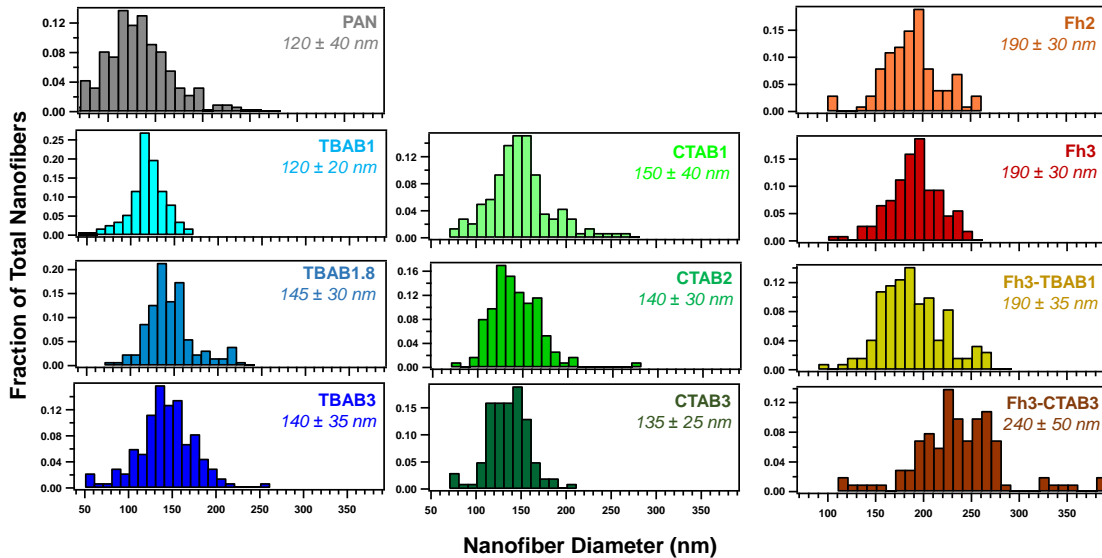 Fraction of Total Nanofibers
PAN
120 ± 40 nm
0.12
0.08
0.04
0.00
Fh2
190 ± 30 nm
0.15
0.10
0.05
0.00
TBAB1
120 ± 20 nm
0.25
0.20
0.15
0.10
0.05
0.00
CTAB1
150 ± 40 nm
0.12
0.08
0.04
0.00
Fh3
190 ± 30 nm
0.15
0.10
0.05
0.00
TBAB1.8
145 ± 30 nm
0.20
0.15
0.10
0.05
0.00
CTAB2
140 ± 30 nm
0.16
0.12
0.08
0.04
0.00
Fh3-TBAB1
190 ± 35 nm
0.12
0.08
0.04
0.00
TBAB3
140 ± 35 nm
0.12
0.08
0.04
0.00
50 100 150 200 250 300 350
CTAB3
135 ± 25 nm
0.15
0.10
0.05
0.00
50 100 150 200 250 300 350
Fh3-CTAB3
240 ± 50 nm
0.12
0.08
0.04
0.00
100 150 200 250 300 350
Nanofiber Diameter (nm)